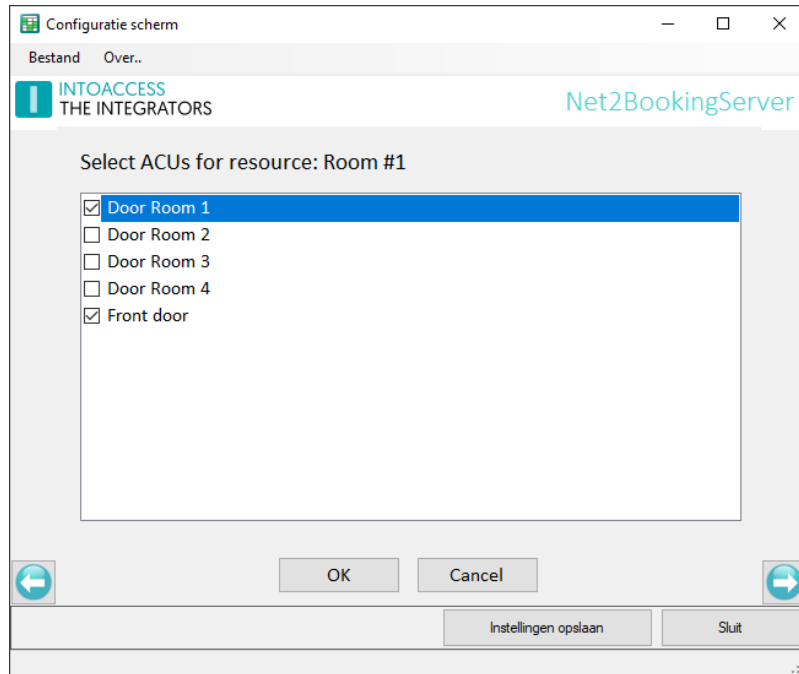 Configuratie scherm
Bestand Over..
INTOACCESS
THE INTEGRATORS
Net2BookingServer
Select ACUs for resource: Room #1
Door Room 1
Door Room 2
Door Room 3
Door Room 4
Front door
OK Cancel
Instellingen opslaan Sluit